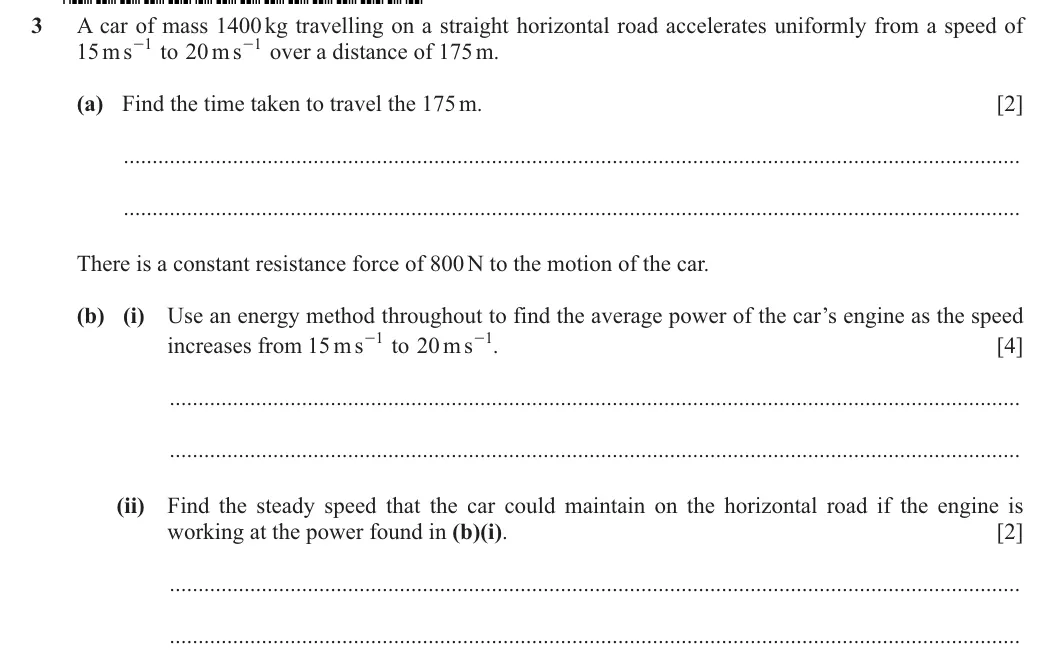 3 A car of mass 1400 kg travelling on a straight horizontal road accelerates uniformly from a speed of
15 m s⁻¹ to 20 m s⁻¹ over a distance of 175 m.
(a) Find the time taken to travel the 175 m. [2]
There is a constant resistance force of 800 N to the motion of the car.
(b) (i) Use an energy method throughout to find the average power of the car’s engine as the speed
increases from 15 m s⁻¹ to 20 m s⁻¹. [4]
(ii) Find the steady speed that the car could maintain on the horizontal road if the engine is
working at the power found in (b)(i). [2]